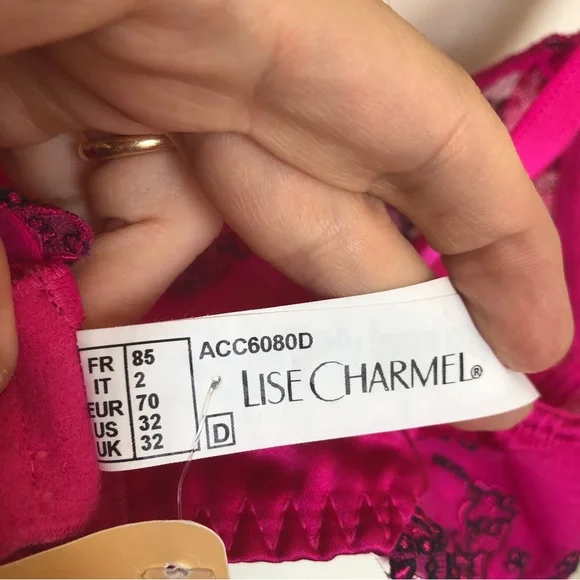 ACC6080D
LISE CHARMEL®
FR 85
IT 2
EUR 70
US 32
UK 32
D